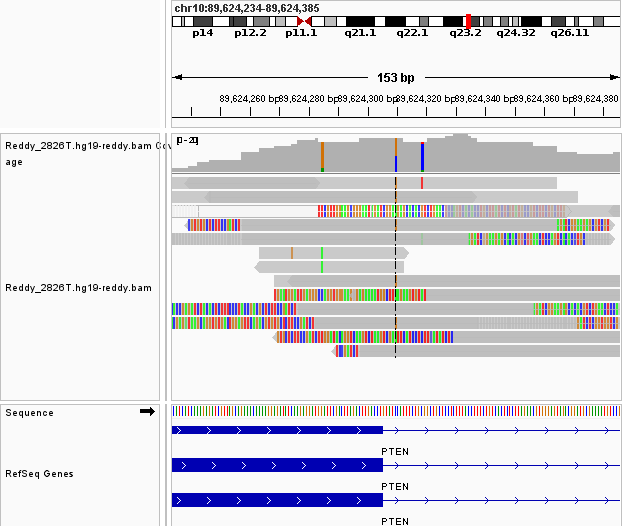 chr10:89,624,234-89,624,385
p14 p12.2 p11.1 q21.1 q22.1 q23.2 q24.32 q26.11
153 bp
89,624,260 bp 89,624,280 bp 89,624,300 bp 89,624,320 bp 89,624,340 bp 89,624,360 bp 89,624,380 bp
Reddy_2826T.hg19-reddy.bam Cov
age
[0-20]
Reddy_2826T.hg19-reddy.bam
Sequence
PTEN
RefSeq Genes
PTEN
PTEN